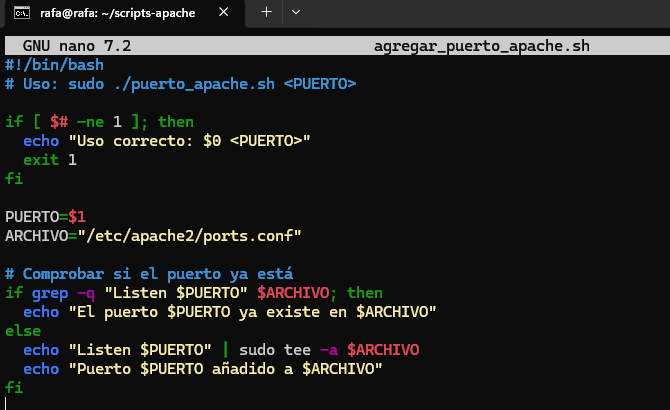 rafa@rafa: ~/scripts-apache
GNU nano 7.2 agregar_puerto_apache.sh
#!/bin/bash
# Uso: sudo ./puerto_apache.sh <PUERTO>
if [ $# -ne 1 ]; then
  echo "Uso correcto: $0 <PUERTO>"
  exit 1
fi
PUERTO=$1
ARCHIVO="/etc/apache2/ports.conf"
# Comprobar si el puerto ya está
if grep -q "Listen $PUERTO" $ARCHIVO; then
  echo "El puerto $PUERTO ya existe en $ARCHIVO"
else
  echo "Listen $PUERTO" | sudo tee -a $ARCHIVO
  echo "Puerto $PUERTO añadido a $ARCHIVO"
fi